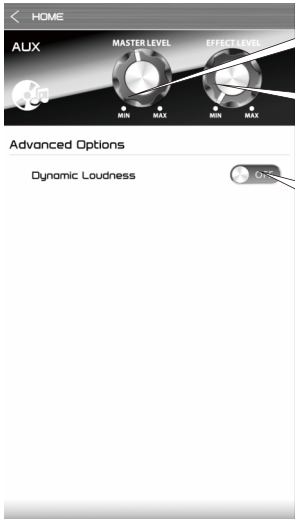 HOME
AUX
MASTER LEVEL
EFFECT LEVEL
MIN
MAX
MIN
MAX
Advanced Options
Dynamic Loudness
OFF